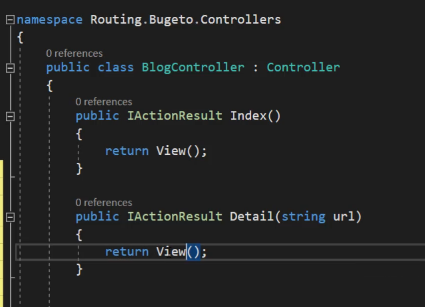 namespace Routing.Bugeto.Controllers
{
0 references
public class BlogController : Controller
{
0 references
public IActionResult Index()
{
return View();
}
0 references
public IActionResult Detail(string url)
{
return View();
}